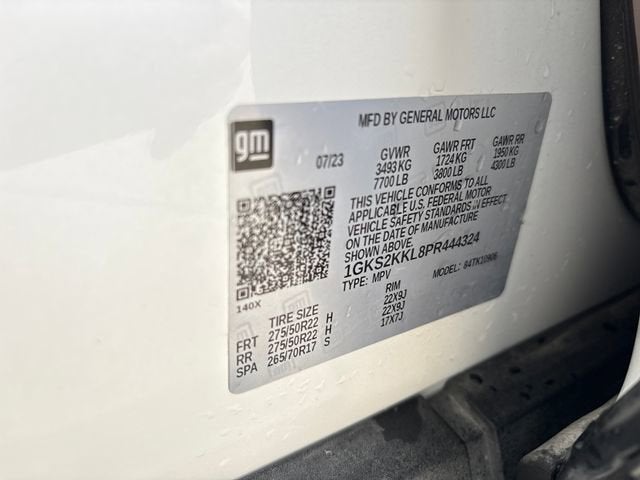 MFD BY GENERAL MOTORS LLC
gm
07/23
GVWR GAWR FRT GAWR RR
3493 KG 1724 KG 1950 KG
7700 LB 3800 LB 4300 LB
THIS VEHICLE CONFORMS TO ALL
APPLICABLE U.S. FEDERAL MOTOR
VEHICLE SAFETY STANDARDS IN EFFECT
ON THE DATE OF MANUFACTURE
SHOWN ABOVE.
1GKS2KKL8PR444324
TYPE: MPV MODEL: 84TK10906
140X
TIRE SIZE RIM
FRT 275/50R22 H 22X9J
RR 275/50R22 H 22X9J
SPA 265/70R17 S 17X7J